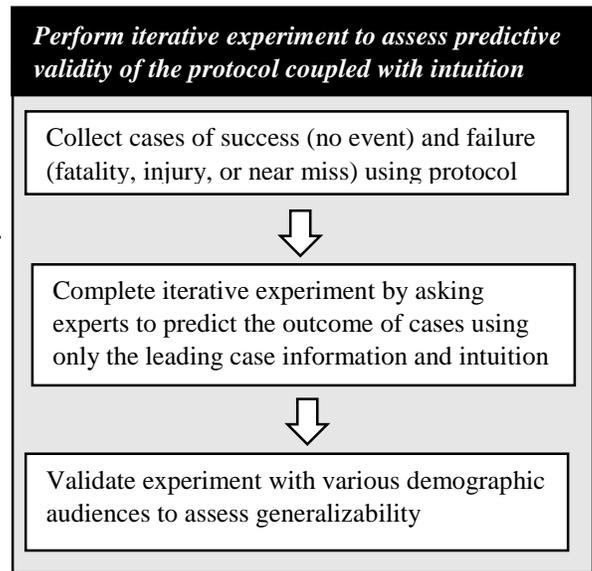 Perform iterative experiment to assess predictive
validity of the protocol coupled with intuition
Collect cases of success (no event) and failure
(fatality, injury, or near miss) using protocol
Complete iterative experiment by asking
experts to predict the outcome of cases using
only the leading case information and intuition
Validate experiment with various demographic
audiences to assess generalizability